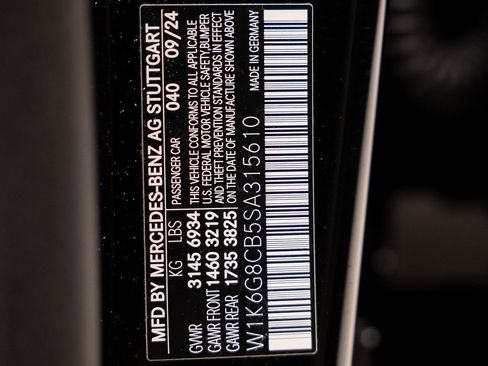 MFD BY MERCEDES-BENZ AG STUTTGART
PASSENGER CAR 040 09/24
KG LBS
GVWR 3145 6934
GAWR FRONT 1460 3219
GAWR REAR 1735 3825
THIS VEHICLE CONFORMS TO ALL APPLICABLE
U.S. FEDERAL MOTOR VEHICLE SAFETY,BUMPER
AND THEFT PREVENTION STANDARDS IN EFFECT
ON THE DATE OF MANUFACTURE SHOWN ABOVE
W1K6G8CB5SA315610
MADE IN GERMANY